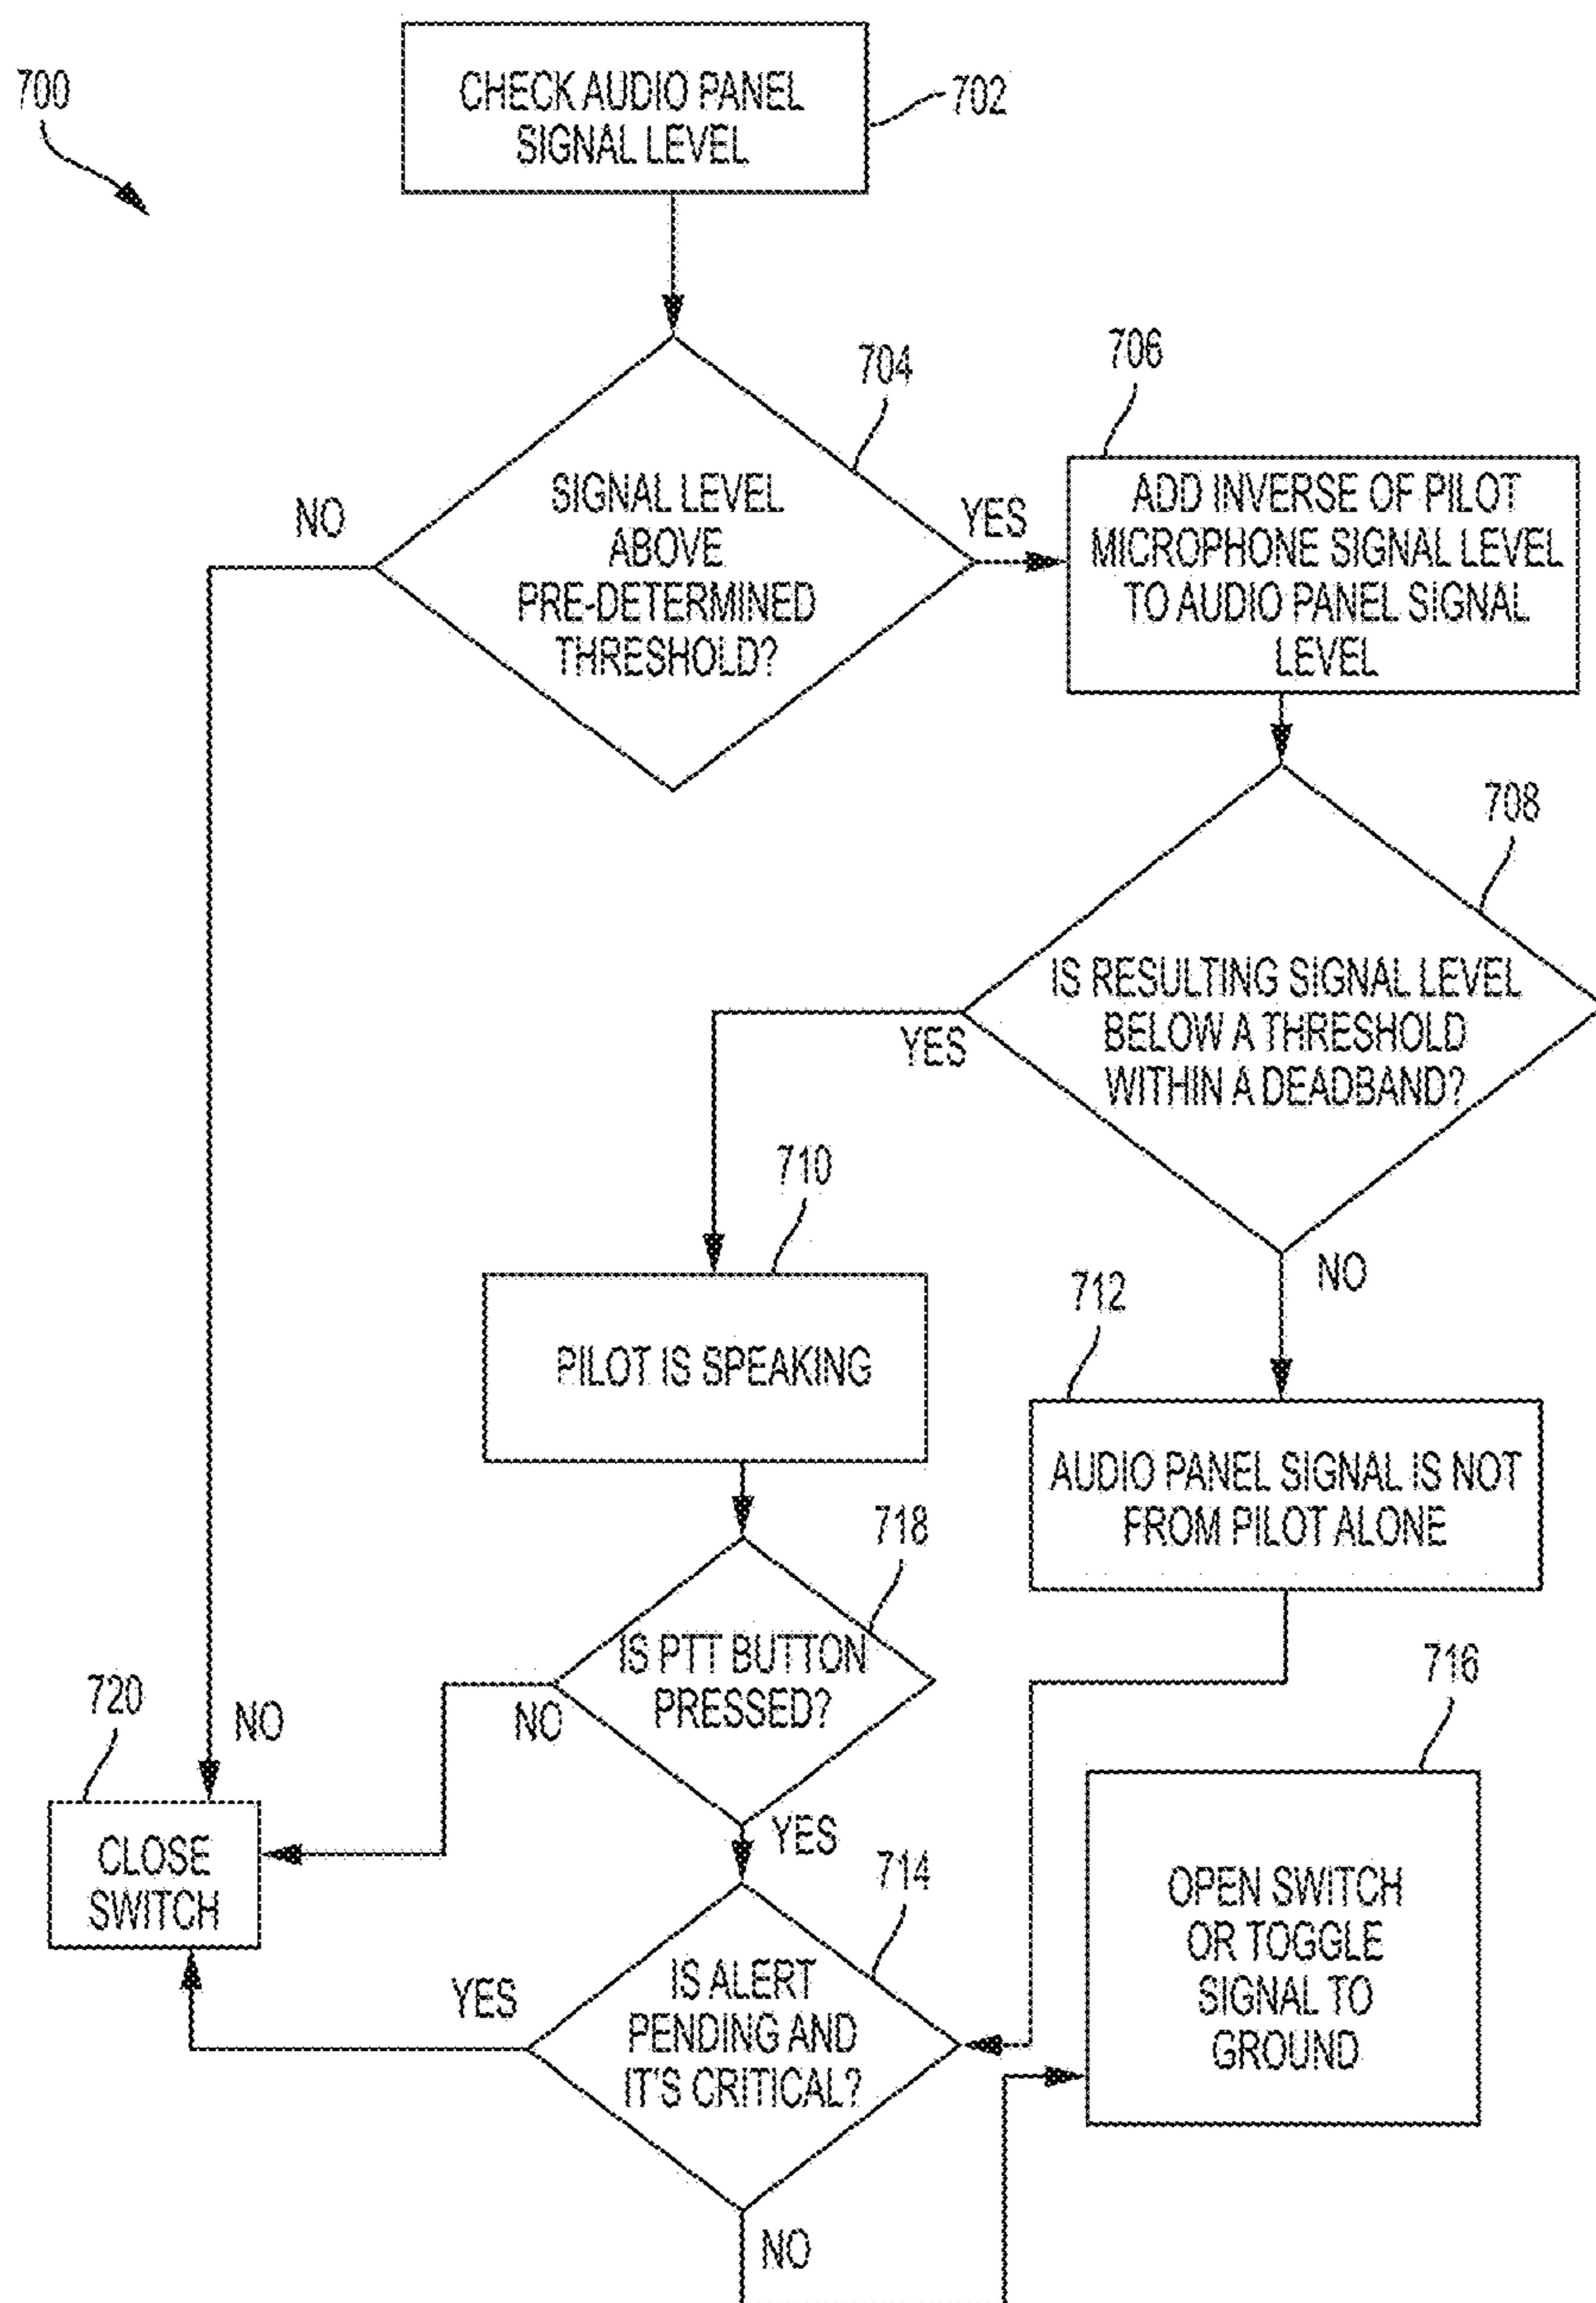 700
CHECK AUDIO PANEL
SIGNAL LEVEL
702
704
SIGNAL LEVEL
ABOVE
PRE-DETERMINED
THRESHOLD?
NO
YES
706
ADD INVERSE OF PILOT
MICROPHONE SIGNAL LEVEL
TO AUDIO PANEL SIGNAL
LEVEL
708
IS RESULTING SIGNAL LEVEL
BELOW A THRESHOLD
WITHIN A DEADBAND?
YES
NO
710
PILOT IS SPEAKING
712
AUDIO PANEL SIGNAL IS NOT
FROM PILOT ALONE
718
IS PTT BUTTON
PRESSED?
NO
YES
720
NO
CLOSE
SWITCH
714
IS ALERT
PENDING AND
IT'S CRITICAL?
YES
NO
716
OPEN SWITCH
OR TOGGLE
SIGNAL TO
GROUND